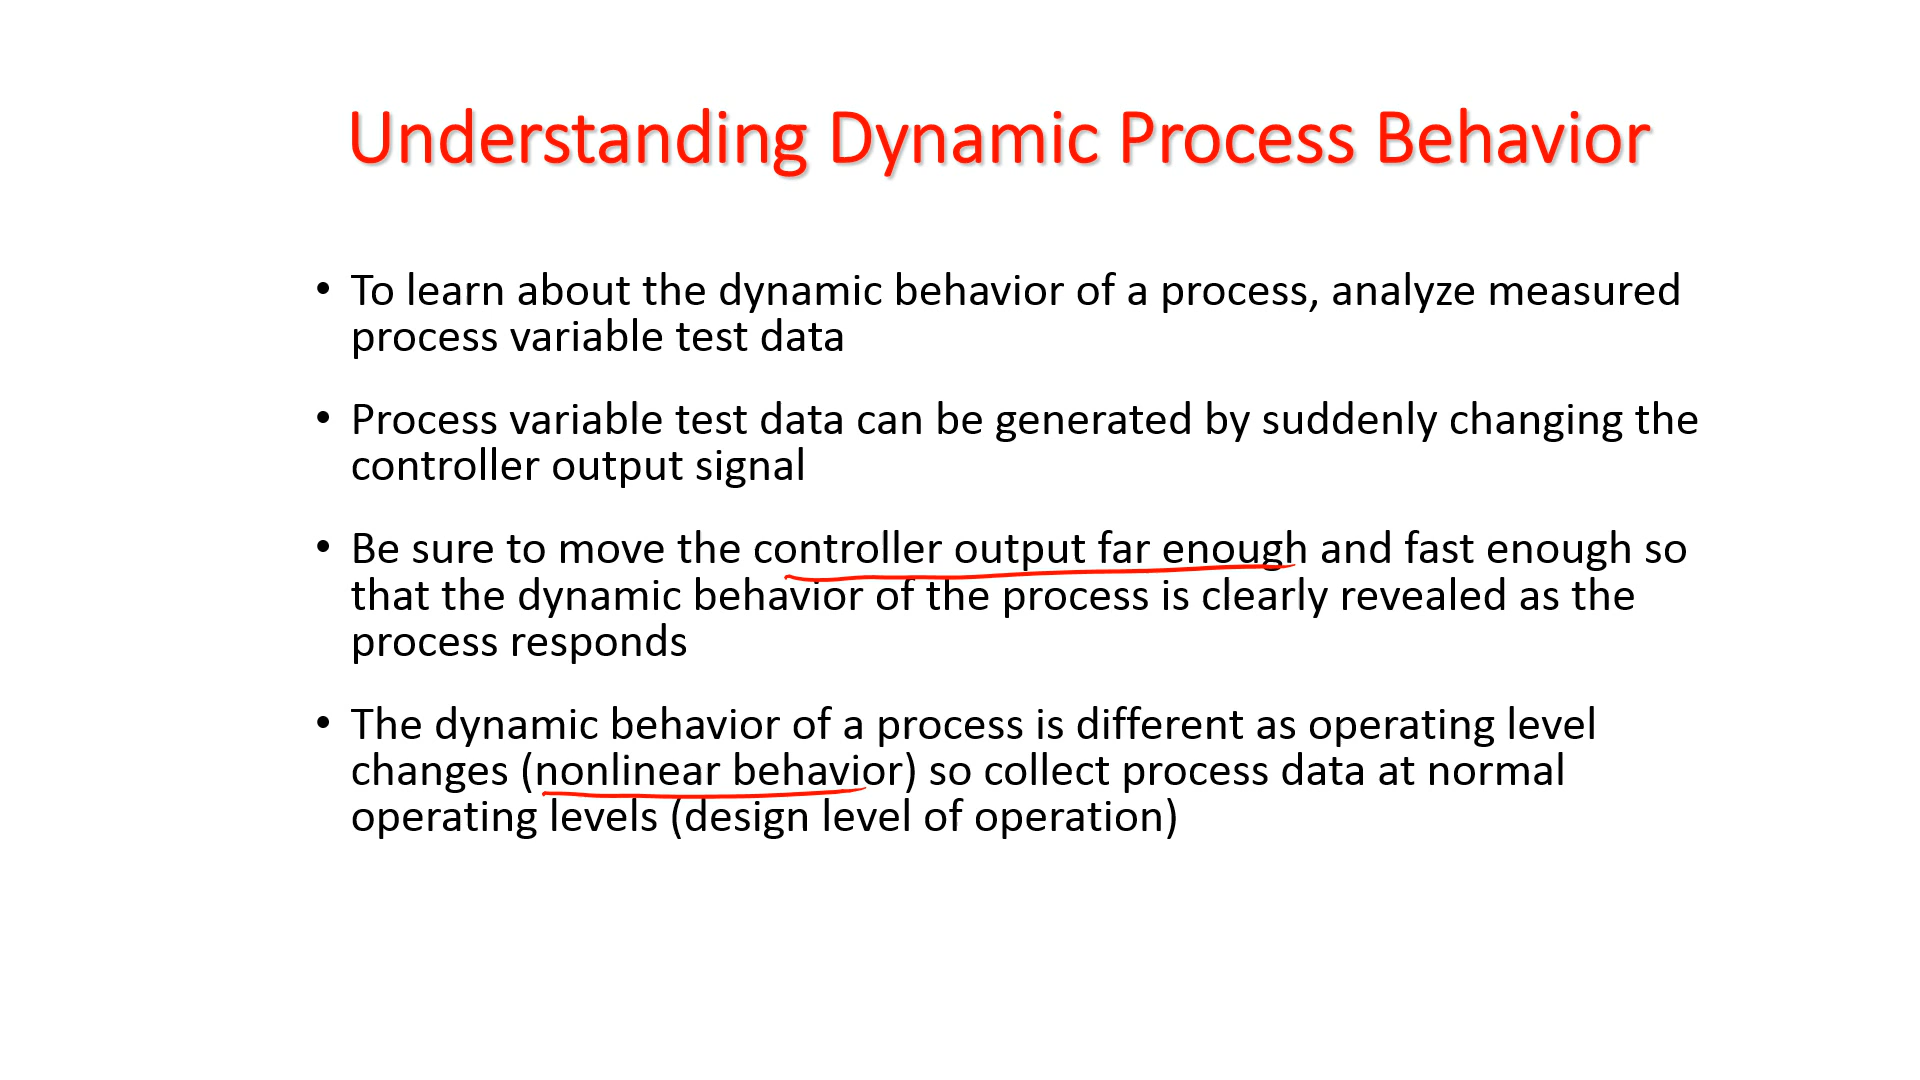 Understanding Dynamic Process Behavior
• To learn about the dynamic behavior of a process, analyze measured
process variable test data
• Process variable test data can be generated by suddenly changing the
controller output signal
• Be sure to move the controller output far enough and fast enough so
that the dynamic behavior of the process is clearly revealed as the
process responds
• The dynamic behavior of a process is different as operating level
changes (nonlinear behavior) so collect process data at normal
operating levels (design level of operation)